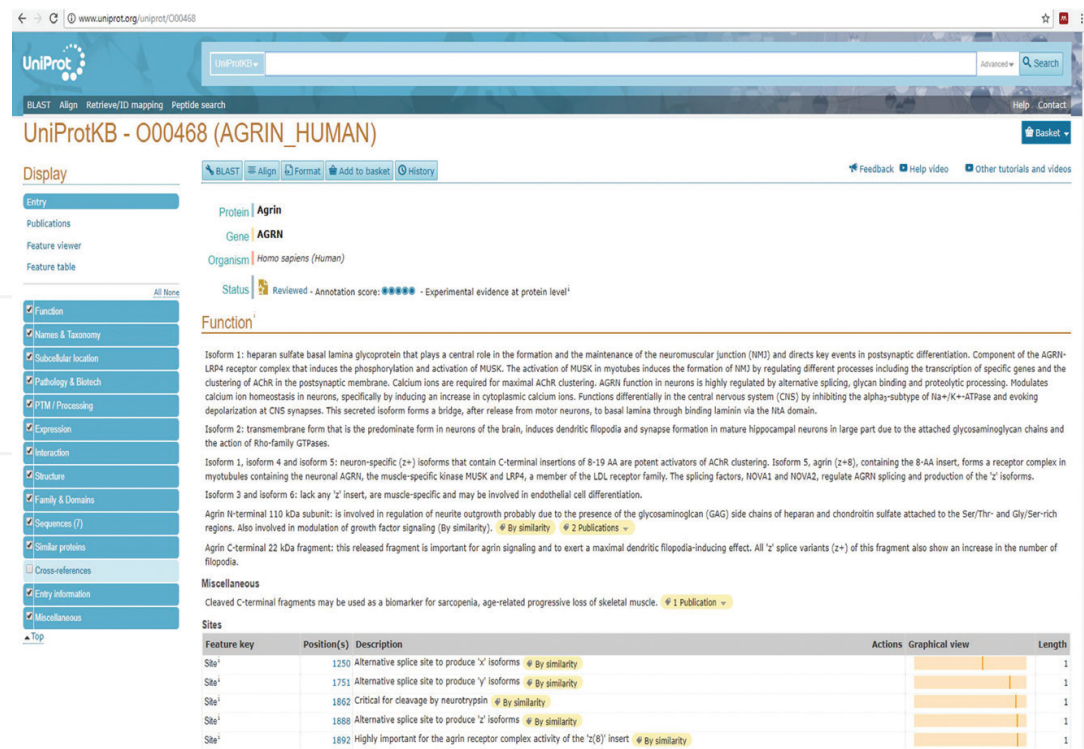 www.uniprot.org/uniprot/O00468
UniProt
UniProtKB
Advanced
Search
BLAST Align Retrieve/ID mapping Peptide search
Help Contact
UniProtKB - O00468 (AGRIN_HUMAN)
Basket
Display
BLAST Align Format Add to basket History
Feedback Help video Other tutorials and videos
Entry
Publications
Feature viewer
Feature table
All None
Function
Names & Taxonomy
Subcellular location
Pathology & Biotech
PTM / Processing
Expression
Interaction
Structure
Family & Domains
Sequences (7)
Similar proteins
Cross-references
Entry information
Miscellaneous
Top
Protein Agrin
Gene AGRN
Organism Homo sapiens (Human)
Status Reviewed - Annotation score: - Experimental evidence at protein level i
Function i
Isoform 1: heparan sulfate basal lamina glycoprotein that plays a central role in the formation and the maintenance of the neuromuscular junction (NMJ) and directs key events in postsynaptic differentiation. Component of the AGRN-
LRP4 receptor complex that induces the phosphorylation and activation of MUSK. The activation of MUSK in myotubes induces the formation of NMJ by regulating different processes including the transcription of specific genes and the
clustering of AChR in the postsynaptic membrane. Calcium ions are required for maximal AChR clustering. AGRN function in neurons is highly regulated by alternative splicing, glycan binding and proteolytic processing. Modulates
calcium ion homeostasis in neurons, specifically by inducing an increase in cytoplasmic calcium ions. Functions differentially in the central nervous system (CNS) by inhibiting the alpha3-subtype of Na+/K+-ATPase and evoking
depolarization at CNS synapses. This secreted isoform forms a bridge, after release from motor neurons, to basal lamina through binding laminin via the NtA domain.
Isoform 2: transmembrane form that is the predominate form in neurons of the brain, induces dendritic filopodia and synapse formation in mature hippocampal neurons in large part due to the attached glycosaminoglycan chains and
the action of Rho-family GTPases.
Isoform 1, isoform 4 and isoform 5: neuron-specific (z+) isoforms that contain C-terminal insertions of 8-19 AA are potent activators of AChR clustering. Isoform 5, agrin (z+8), containing the 8-AA insert, forms a receptor complex in
myotubules containing the neuronal AGRN, the muscle-specific kinase MUSK and LRP4, a member of the LDL receptor family. The splicing factors, NOVA1 and NOVA2, regulate AGRN splicing and production of the 'z' isoforms.
Isoform 3 and isoform 6: lack any 'z' insert, are muscle-specific and may be involved in endothelial cell differentiation.
Agrin N-terminal 110 kDa subunit: is involved in regulation of neurite outgrowth probably due to the presence of the glycosaminoglcan (GAG) side chains of heparan and chondroitin sulfate attached to the Ser/Thr- and Gly/Ser-rich
regions. Also involved in modulation of growth factor signaling (By similarity). By similarity 2 Publications
Agrin C-terminal 22 kDa fragment: this released fragment is important for agrin signaling and to exert a maximal dendritic filopodia-inducing effect. All 'z' splice variants (z+) of this fragment also show an increase in the number of
filopodia.
Miscellaneous
Cleaved C-terminal fragments may be used as a biomarker for sarcopenia, age-related progressive loss of skeletal muscle. 1 Publication
Sites
Feature key Position(s) Description Actions Graphical view Length
Site i 1250 Alternative splice site to produce 'x' isoforms By similarity 1
Site i 1751 Alternative splice site to produce 'y' isoforms By similarity 1
Site i 1862 Critical for cleavage by neurotrypsin By similarity 1
Site i 1888 Alternative splice site to produce 'z' isoforms By similarity 1
Site i 1892 Highly important for the agrin receptor complex activity of the 'z(8)' insert By similarity 1